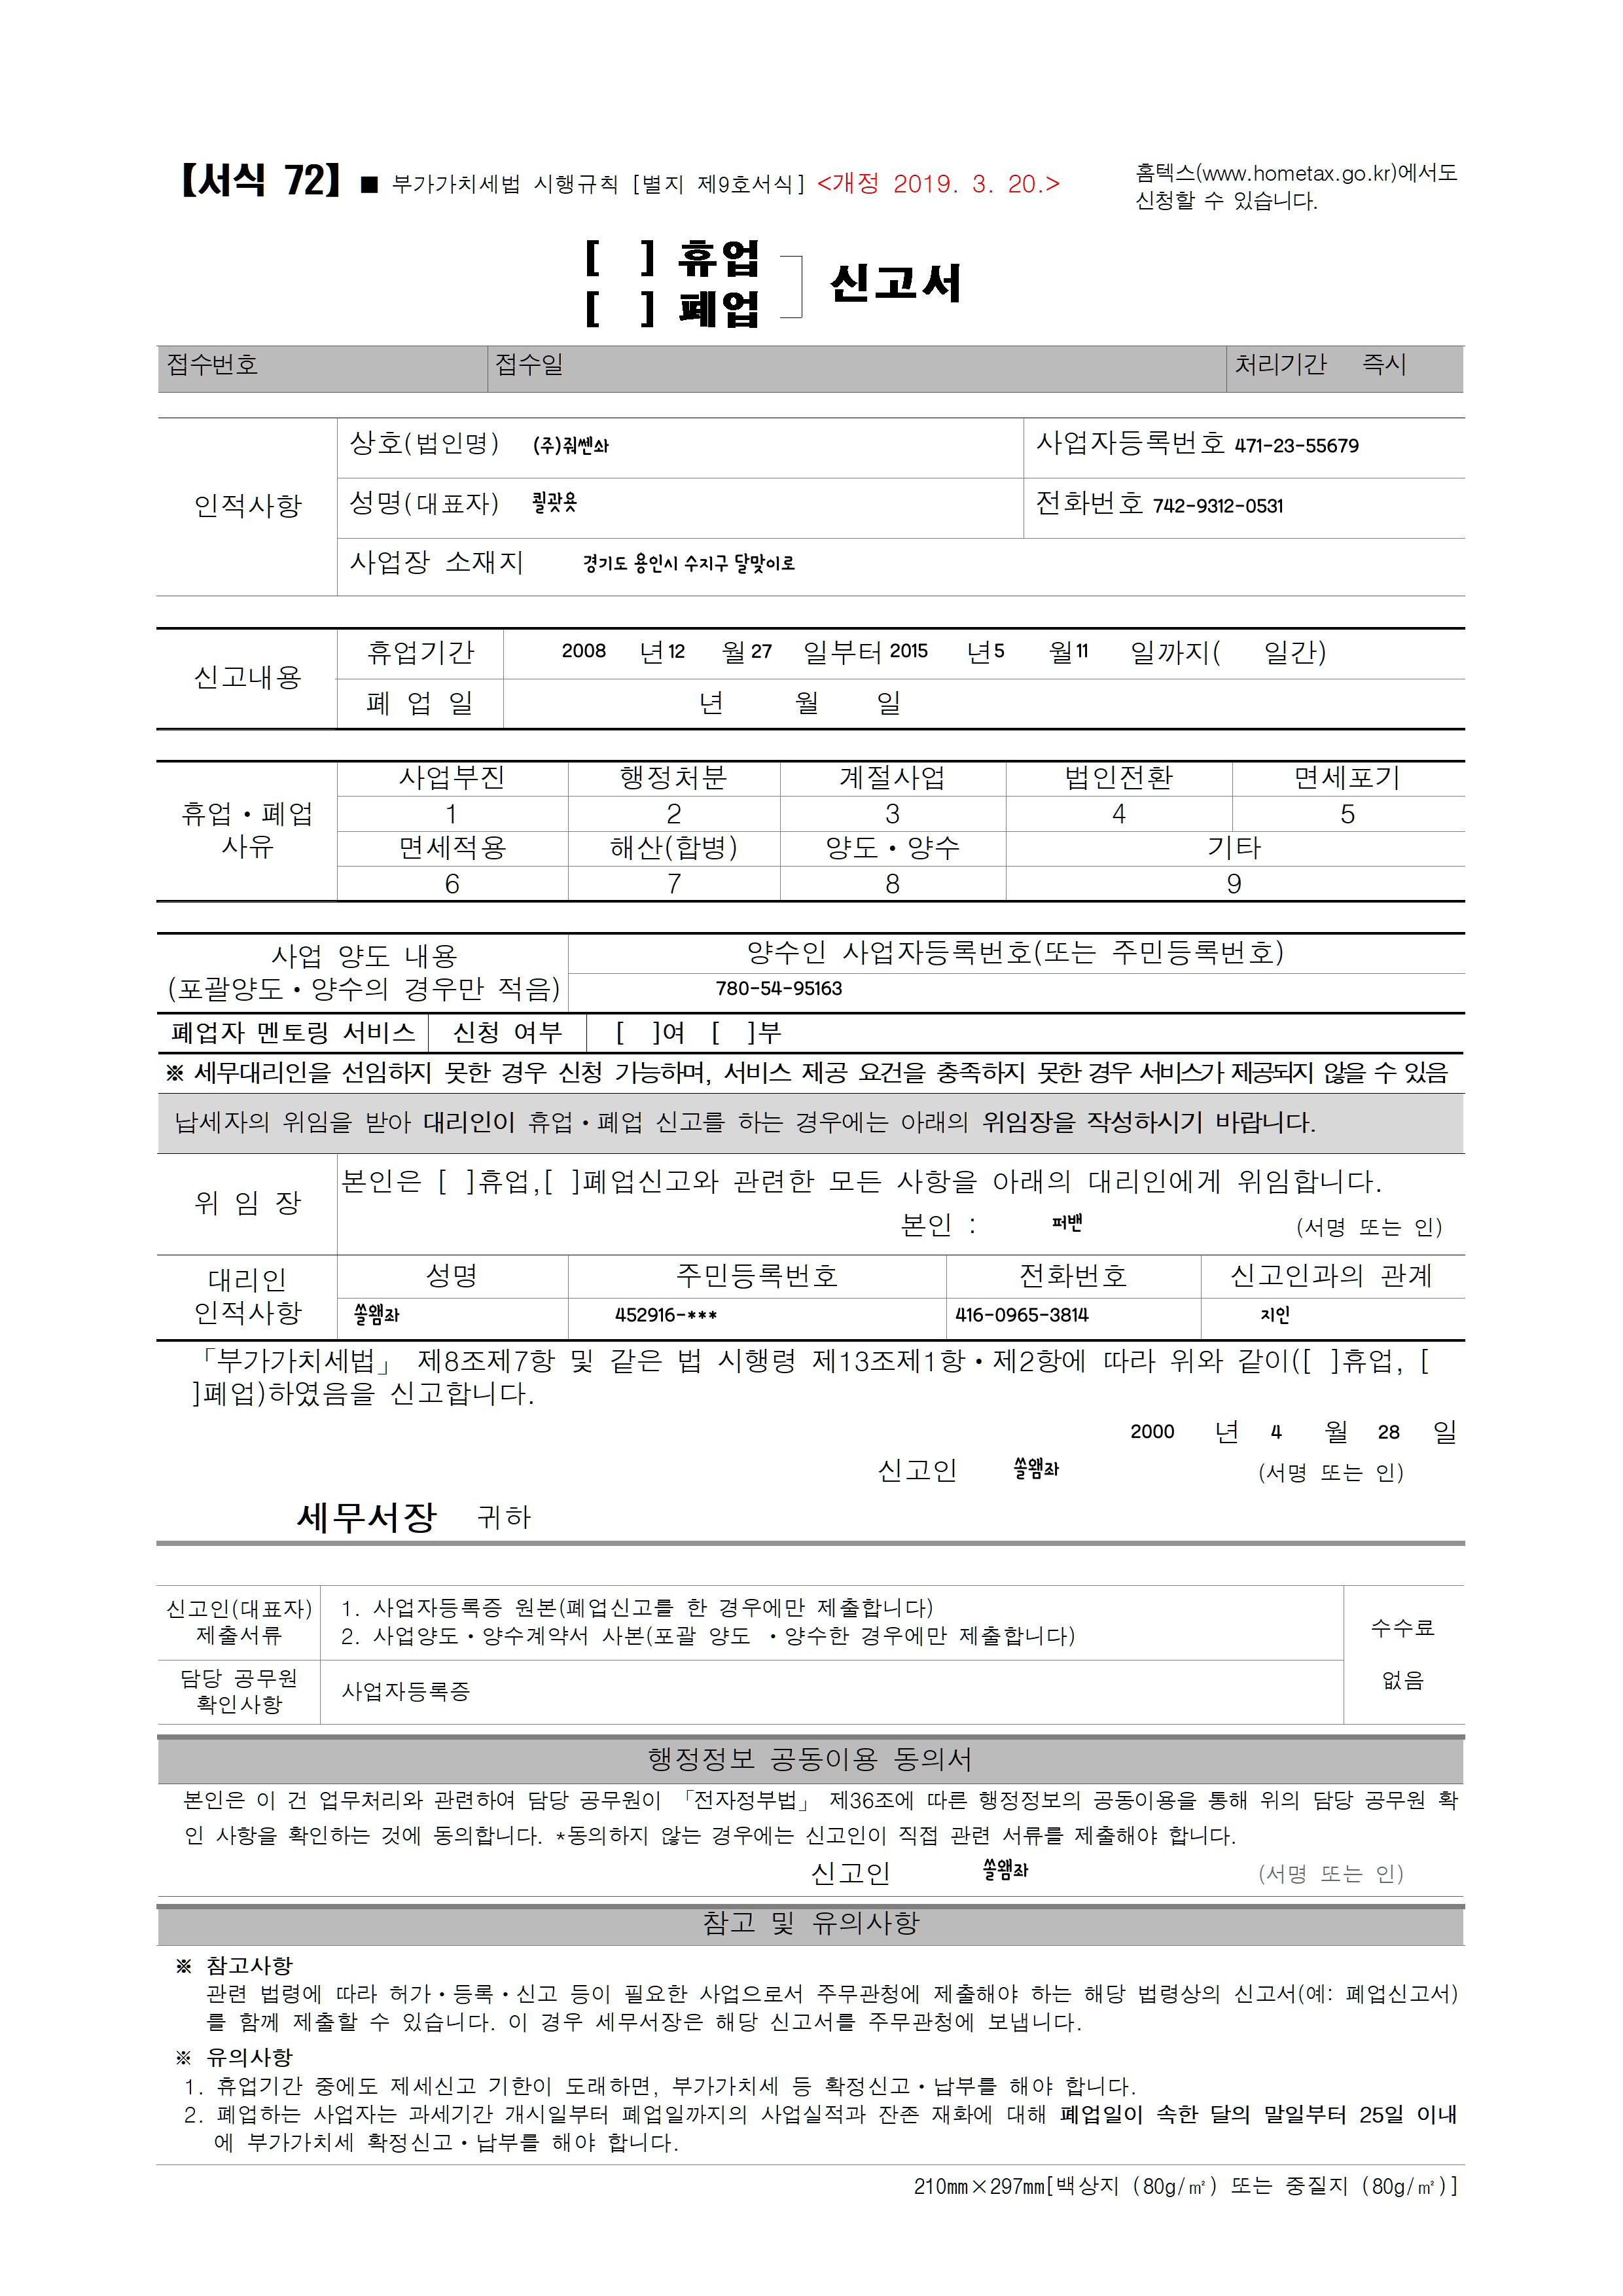 【서식 72】 ■ 부가가치세법 시행규칙 [별지 제9호서식] <개정 2019. 3. 20.>
홈텍스(www.hometax.go.kr)에서도
신청할 수 있습니다.
[ ] 휴업
[ ] 폐업
신고서
접수번호 접수일 처리기간 즉시
인적사항
상호(법인명) (주)줘쎈솨 사업자등록번호 471-23-55679
성명(대표자) 퀼괏욧 전화번호 742-9312-0531
사업장 소재지 경기도 용인시 수지구 달맞이로
신고내용
휴업기간 2008 년 12 월 27 일부터 2015 년 5 월 11 일까지( 일간)
폐 업 일 년 월 일
휴업・폐업
사유
사업부진 행정처분 계절사업 법인전환 면세포기
1 2 3 4 5
면세적용 해산(합병) 양도・양수 기타
6 7 8 9
사업 양도 내용
(포괄양도・양수의 경우만 적음)
양수인 사업자등록번호(또는 주민등록번호)
780-54-95163
폐업자 멘토링 서비스 신청 여부 [ ]여 [ ]부
※ 세무대리인을 선임하지 못한 경우 신청 가능하며, 서비스 제공 요건을 충족하지 못한 경우 서비스가 제공되지 않을 수 있음
납세자의 위임을 받아 대리인이 휴업・폐업 신고를 하는 경우에는 아래의 위임장을 작성하시기 바랍니다.
위 임 장
본인은 [ ]휴업,[ ]폐업신고와 관련한 모든 사항을 아래의 대리인에게 위임합니다.
본인 : 퍼밴 (서명 또는 인)
대리인
인적사항
성명 주민등록번호 전화번호 신고인과의 관계
쏠왬좌 452916-*** 416-0965-3814 지인
「부가가치세법」 제8조제7항 및 같은 법 시행령 제13조제1항・제2항에 따라 위와 같이([ ]휴업, [
]폐업)하였음을 신고합니다.
2000 년 4 월 28 일
신고인 쏠왬좌 (서명 또는 인)
세무서장 귀하
신고인(대표자)
제출서류
1. 사업자등록증 원본(폐업신고를 한 경우에만 제출합니다)
2. 사업양도・양수계약서 사본(포괄 양도 ・양수한 경우에만 제출합니다)
수수료
없음
담당 공무원
확인사항
사업자등록증
행정정보 공동이용 동의서
본인은 이 건 업무처리와 관련하여 담당 공무원이 「전자정부법」 제36조에 따른 행정정보의 공동이용을 통해 위의 담당 공무원 확
인 사항을 확인하는 것에 동의합니다. *동의하지 않는 경우에는 신고인이 직접 관련 서류를 제출해야 합니다.
신고인 쏠왬좌 (서명 또는 인)
참고 및 유의사항
※ 참고사항
관련 법령에 따라 허가・등록・신고 등이 필요한 사업으로서 주무관청에 제출해야 하는 해당 법령상의 신고서(예: 폐업신고서)
를 함께 제출할 수 있습니다. 이 경우 세무서장은 해당 신고서를 주무관청에 보냅니다.
※ 유의사항
1. 휴업기간 중에도 제세신고 기한이 도래하면, 부가가치세 등 확정신고・납부를 해야 합니다.
2. 폐업하는 사업자는 과세기간 개시일부터 폐업일까지의 사업실적과 잔존 재화에 대해 폐업일이 속한 달의 말일부터 25일 이내
에 부가가치세 확정신고・납부를 해야 합니다.
210㎜×297㎜[백상지 (80g/㎡) 또는 중질지 (80g/㎡)]